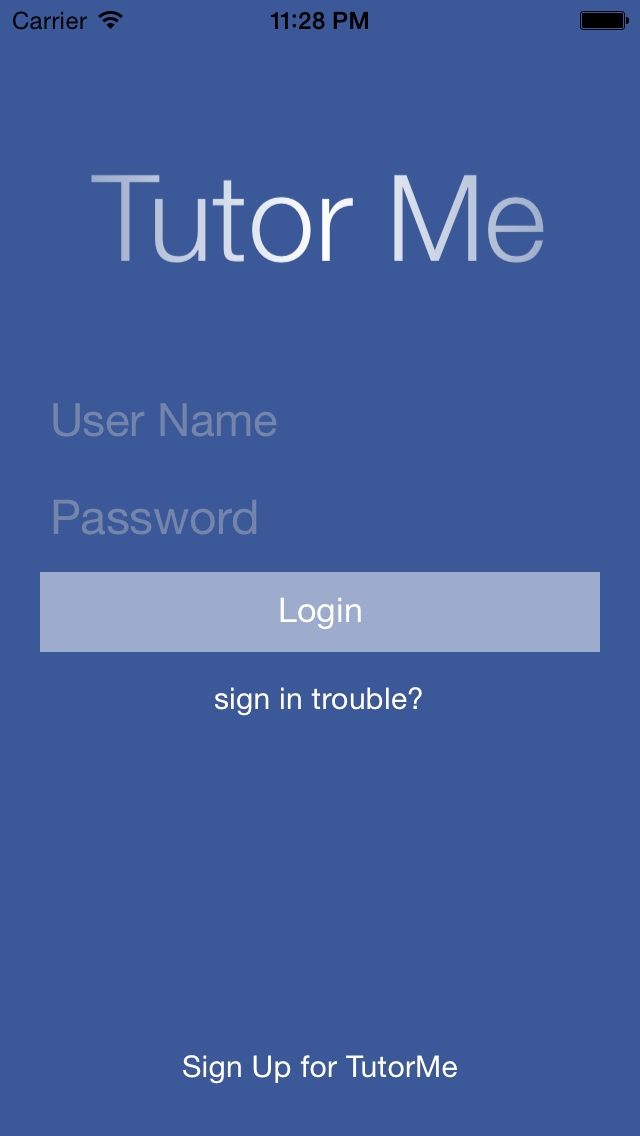 Carrier 11:28 PM
Tutor Me
User Name
Password
Login
sign in trouble?
Sign Up for TutorMe